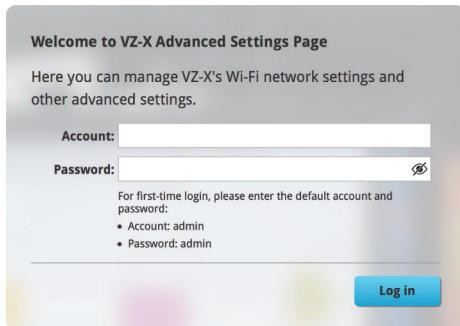 Welcome to VZ-X Advanced Settings Page
Here you can manage VZ-X's Wi-Fi network settings and
other advanced settings.
Account:
Password:
For first-time login, please enter the default account and
password:
• Account: admin
• Password: admin
Log in